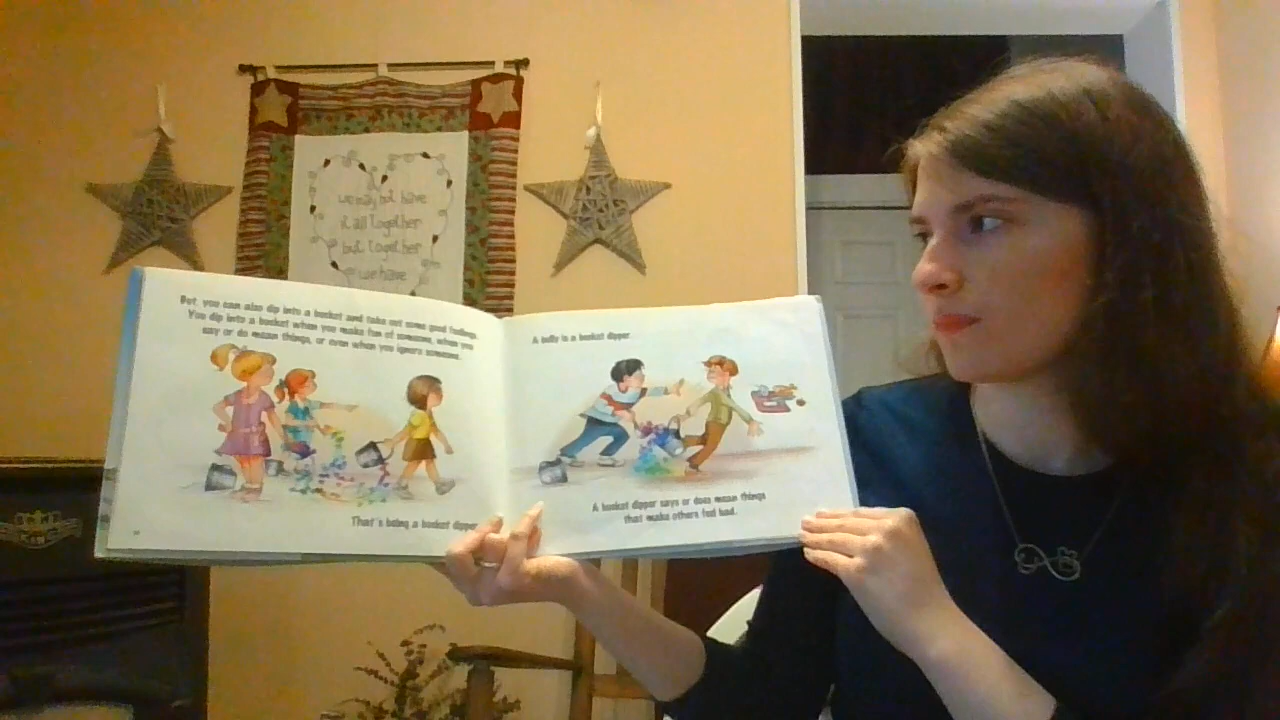 we may not have
it all together
but together
we have
But, you can also dip into a bucket and take out some good feelings.
You dip into a bucket when you make fun of someone, when you
say or do mean things, or even when you ignore someone.
That's being a bucket dipper
A bully is a bucket dipper.
A bucket dipper says or does mean things
that make others feel bad.